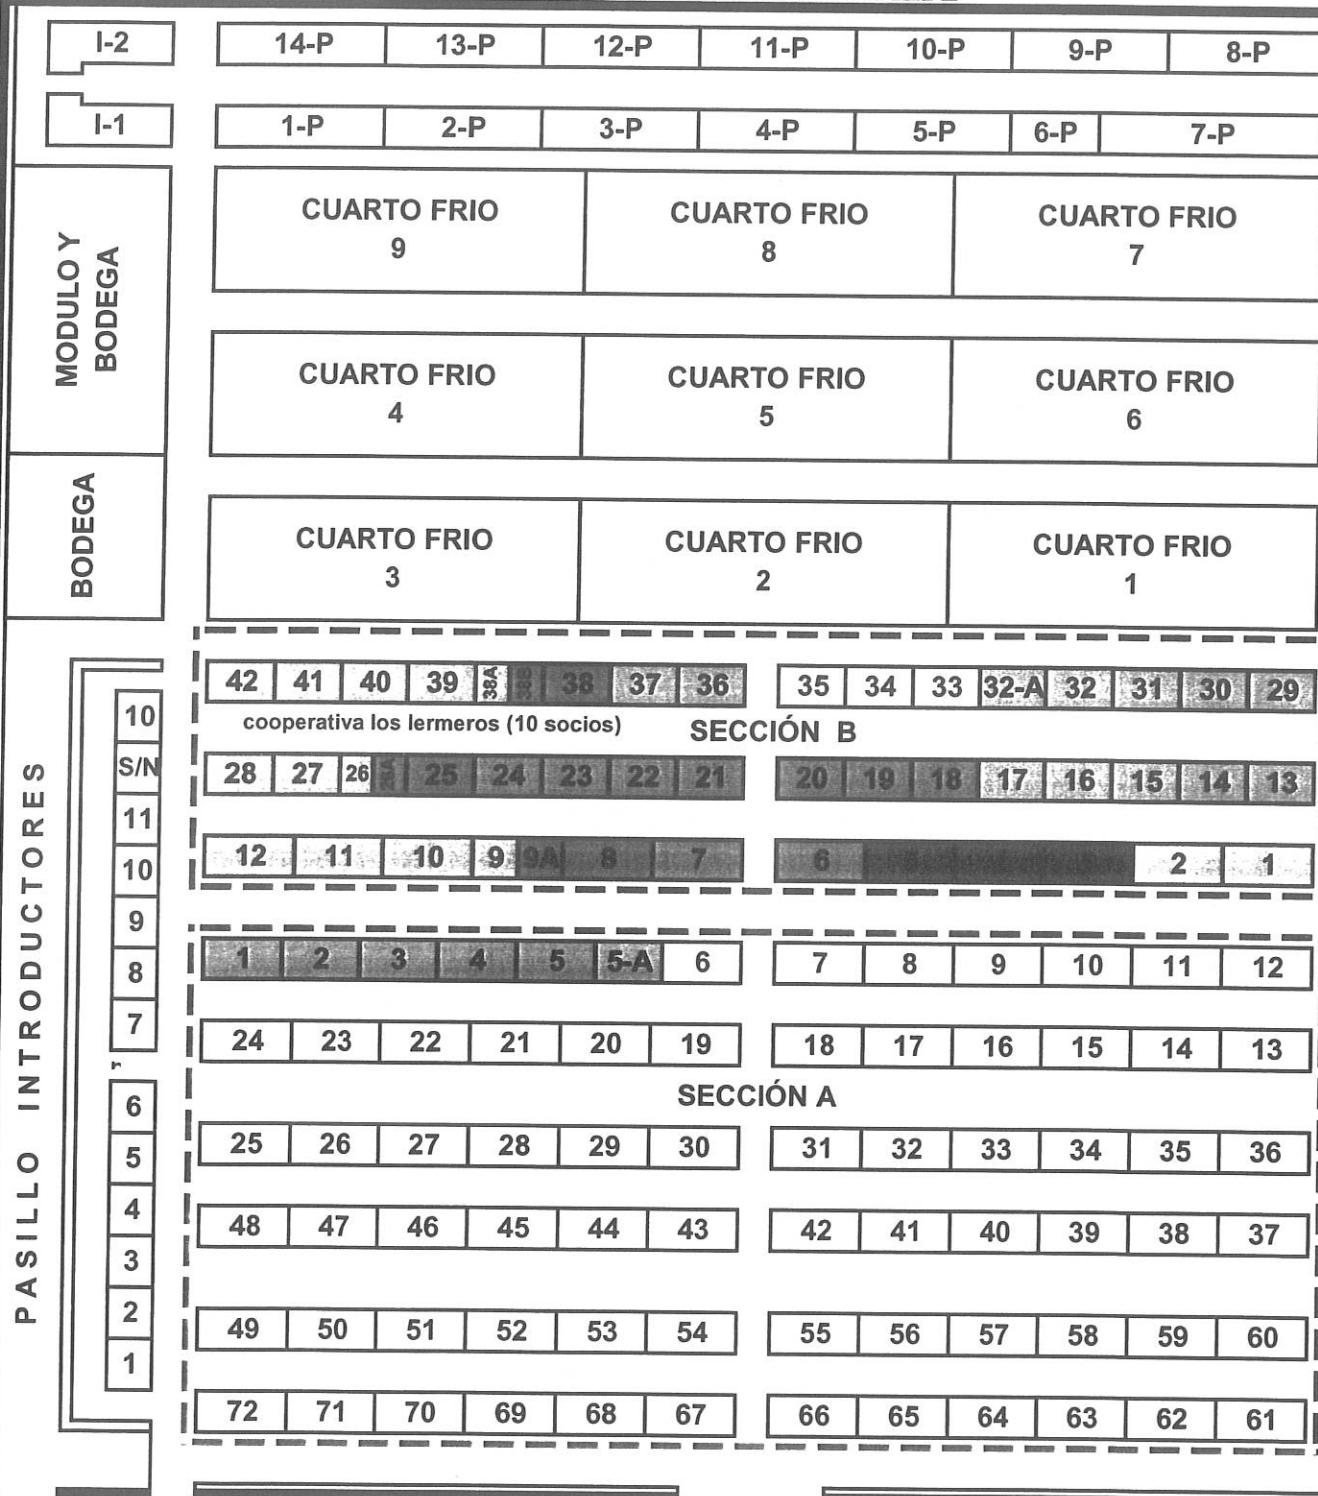 I-2 14-P 13-P 12-P 11-P 10-P 9-P 8-P
I-1 1-P 2-P 3-P 4-P 5-P 6-P 7-P
MODULO Y
BODEGA
CUARTO FRIO
9
CUARTO FRIO
8
CUARTO FRIO
7
CUARTO FRIO
4
CUARTO FRIO
5
CUARTO FRIO
6
BODEGA
CUARTO FRIO
3
CUARTO FRIO
2
CUARTO FRIO
1
PASILLO INTRODUCTORES
10
S/N
11
10
9
8
7
6
5
4
3
2
1
42 41 40 39 38A 38B 38 37 36 35 34 33 32-A 32 31 30 29
cooperativa los lermeros (10 socios)
SECCIÓN B
28 27 26 25 24 23 22 21 20 19 18 17 16 15 14 13
12 11 10 9 9A 8 7 6 2 1
1 2 3 4 5 5-A 6 7 8 9 10 11 12
24 23 22 21 20 19 18 17 16 15 14 13
SECCIÓN A
25 26 27 28 29 30 31 32 33 34 35 36
48 47 46 45 44 43 42 41 40 39 38 37
49 50 51 52 53 54 55 56 57 58 59 60
72 71 70 69 68 67 66 65 64 63 62 61